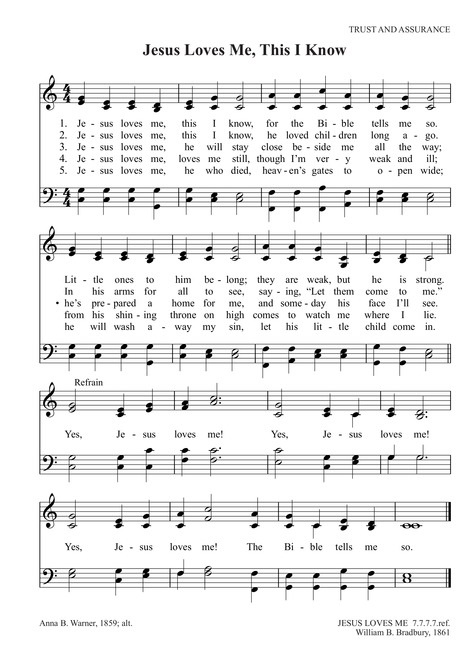 TRUST AND ASSURANCE
Jesus Loves Me, This I Know
1. Je - sus loves me, this I know, for the Bi - ble tells me so.
2. Je - sus loves me, this I know, he loved chil - dren long a - go.
3. Je - sus loves me, he will stay close be - side me all the way;
4. Je - sus loves me, loves me still, though I'm ver - y weak and ill;
5. Je - sus loves me, he who died, heav - en's gates to o - pen wide;
Lit - tle ones to him be - long; they are weak, but he is strong.
In his arms for all to see, say - ing, "Let them come to me."
• he's pre - pared a home for me, and some - day his face I'll see.
from his shin - ing throne on high comes to watch me where I lie.
he will wash a - way my sin, let his lit - tle child come in.
Refrain
Yes, Je - sus loves me! Yes, Je - sus loves me!
Yes, Je - sus loves me! The Bi - ble tells me so.
Anna B. Warner, 1859; alt.
JESUS LOVES ME 7.7.7.7.ref.
William B. Bradbury, 1861